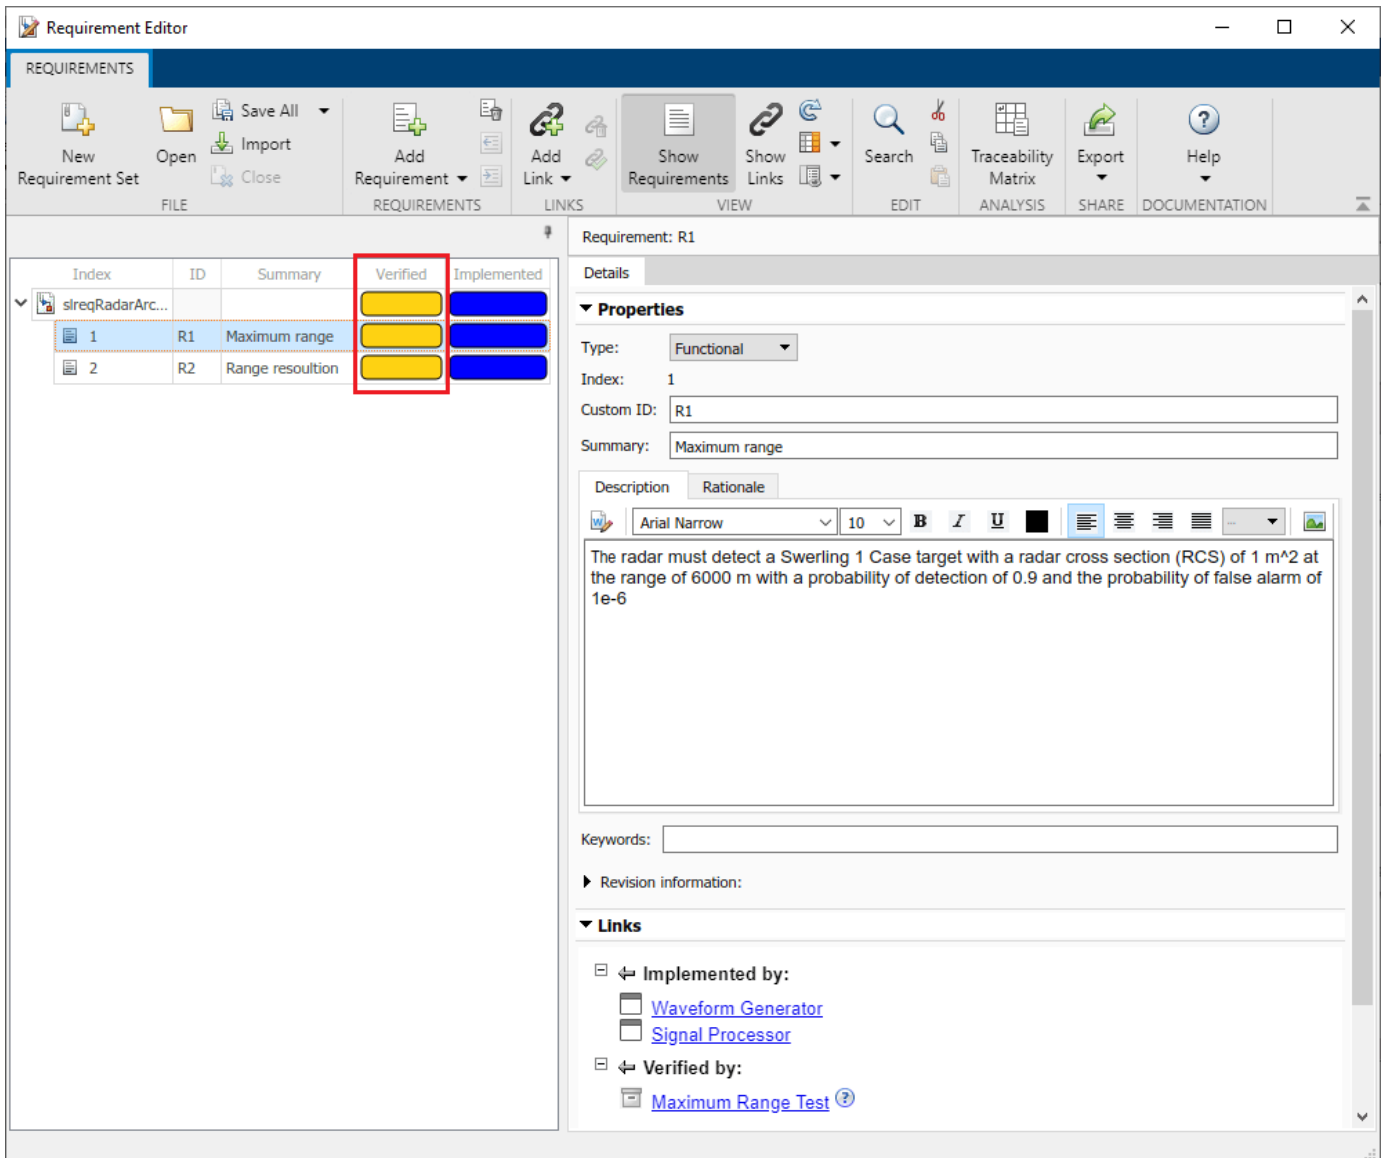 Requirement Editor
REQUIREMENTS
New Requirement Set
Open
Save All
Import
Close
FILE
Add Requirement
REQUIREMENTS
Add Link
LINKS
Show Requirements
Show Links
VIEW
Search
EDIT
Traceability Matrix
ANALYSIS
Export
SHARE
Help
DOCUMENTATION
Index ID Summary Verified Implemented
slreqRadarArc...
1 R1 Maximum range
2 R2 Range resoultion
Requirement: R1
Details
Properties
Type: Functional
Index: 1
Custom ID: R1
Summary: Maximum range
Description Rationale
Arial Narrow 10 B I U ...
The radar must detect a Swerling 1 Case target with a radar cross section (RCS) of 1 m^2 at
the range of 6000 m with a probability of detection of 0.9 and the probability of false alarm of
1e-6
Keywords:
Revision information:
Links
Implemented by:
Waveform Generator
Signal Processor
Verified by:
Maximum Range Test